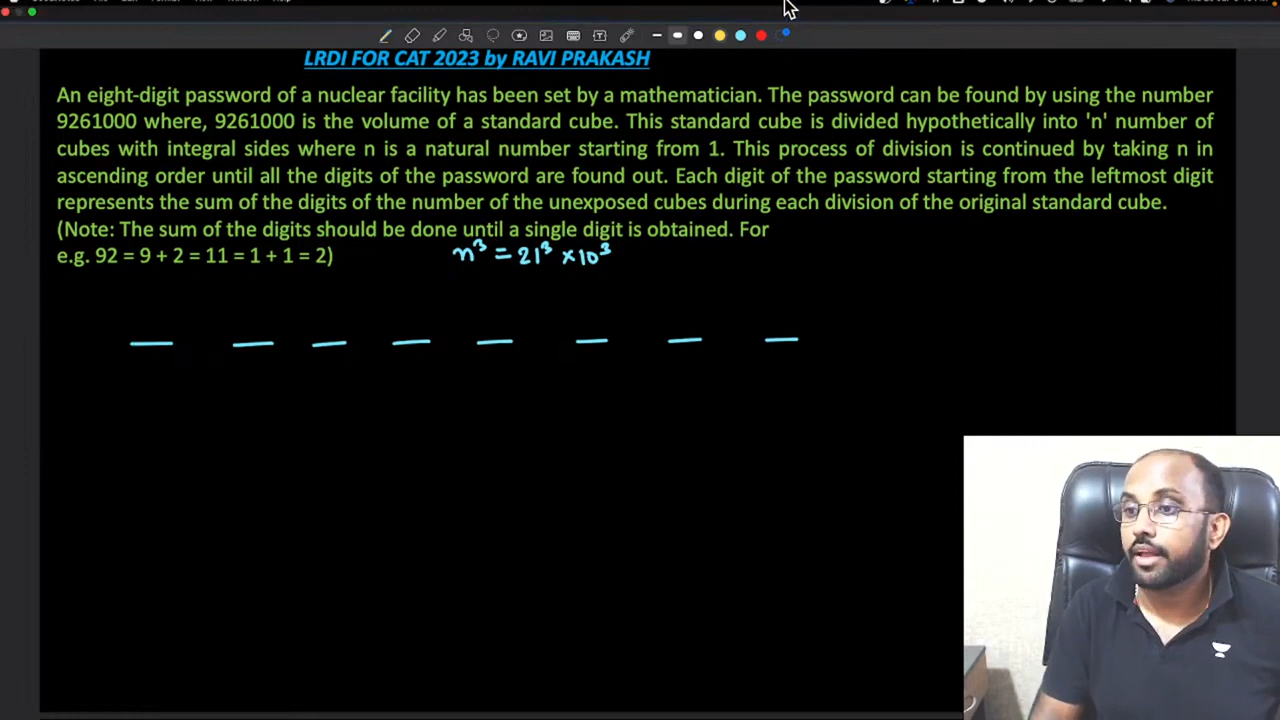 LRDI FOR CAT 2023 by RAVI PRAKASH
An eight-digit password of a nuclear facility has been set by a mathematician. The password can be found by using the number
9261000 where, 9261000 is the volume of a standard cube. This standard cube is divided hypothetically into 'n' number of
cubes with integral sides where n is a natural number starting from 1. This process of division is continued by taking n in
ascending order until all the digits of the password are found out. Each digit of the password starting from the leftmost digit
represents the sum of the digits of the number of the unexposed cubes during each division of the original standard cube.
(Note: The sum of the digits should be done until a single digit is obtained. For
e.g. 92 = 9 + 2 = 11 = 1 + 1 = 2)
n³ = 21³ × 10³